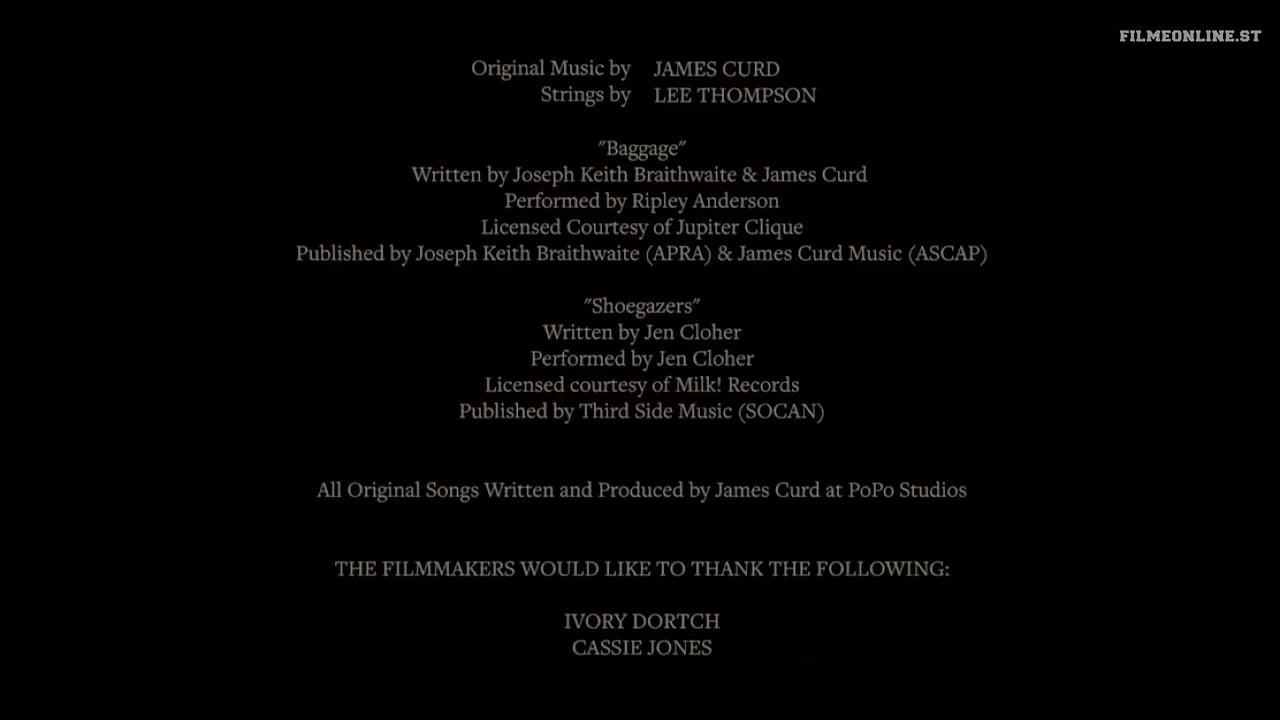 FILMEONLINE.ST
Original Music by JAMES CURD
Strings by LEE THOMPSON
"Baggage"
Written by Joseph Keith Braithwaite & James Curd
Performed by Ripley Anderson
Licensed Courtesy of Jupiter Clique
Published by Joseph Keith Braithwaite (APRA) & James Curd Music (ASCAP)
"Shoegazers"
Written by Jen Cloher
Performed by Jen Cloher
Licensed courtesy of Milk! Records
Published by Third Side Music (SOCAN)
All Original Songs Written and Produced by James Curd at PoPo Studios
THE FILMMAKERS WOULD LIKE TO THANK THE FOLLOWING:
IVORY DORTCH
CASSIE JONES